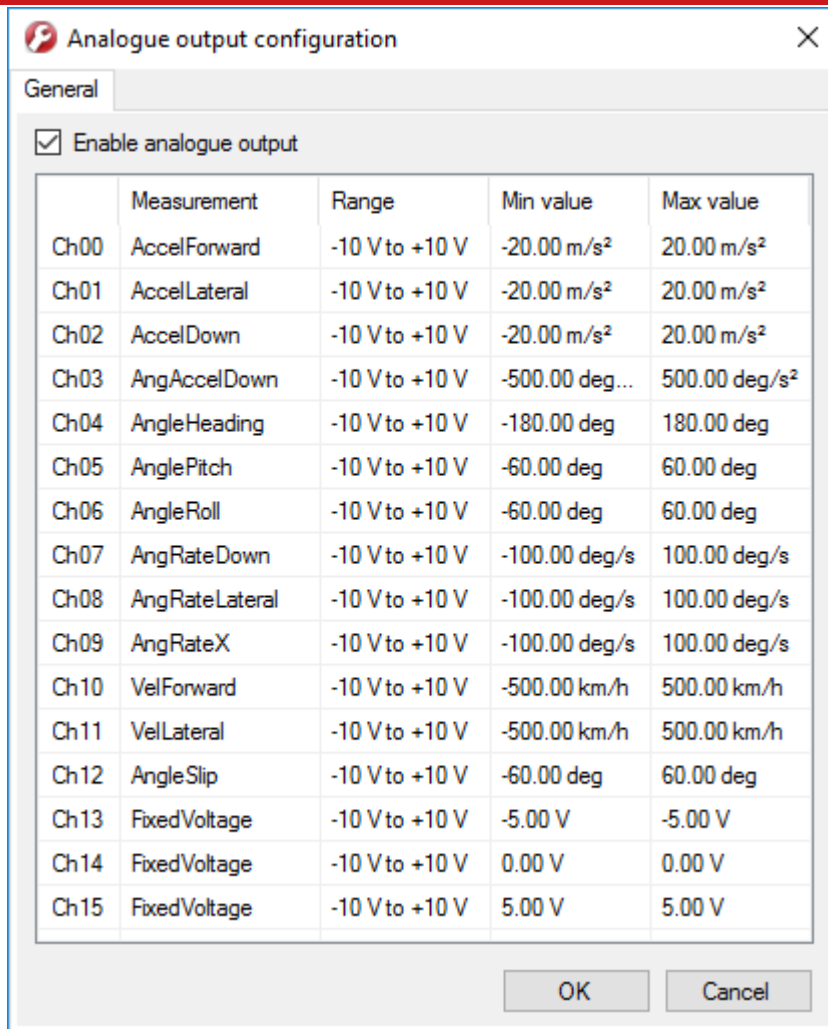 Analogue output configuration
General
Enable analogue output
Measurement Range Min value Max value
Ch00 AccelForward -10 V to +10 V -20.00 m/s² 20.00 m/s²
Ch01 AccelLateral -10 V to +10 V -20.00 m/s² 20.00 m/s²
Ch02 AccelDown -10 V to +10 V -20.00 m/s² 20.00 m/s²
Ch03 AngAccelDown -10 V to +10 V -500.00 deg... 500.00 deg/s²
Ch04 AngleHeading -10 V to +10 V -180.00 deg 180.00 deg
Ch05 AnglePitch -10 V to +10 V -60.00 deg 60.00 deg
Ch06 AngleRoll -10 V to +10 V -60.00 deg 60.00 deg
Ch07 AngRateDown -10 V to +10 V -100.00 deg/s 100.00 deg/s
Ch08 AngRateLateral -10 V to +10 V -100.00 deg/s 100.00 deg/s
Ch09 AngRateX -10 V to +10 V -100.00 deg/s 100.00 deg/s
Ch10 VelForward -10 V to +10 V -500.00 km/h 500.00 km/h
Ch11 VelLateral -10 V to +10 V -500.00 km/h 500.00 km/h
Ch12 AngleSlip -10 V to +10 V -60.00 deg 60.00 deg
Ch13 FixedVoltage -10 V to +10 V -5.00 V -5.00 V
Ch14 FixedVoltage -10 V to +10 V 0.00 V 0.00 V
Ch15 FixedVoltage -10 V to +10 V 5.00 V 5.00 V
OK Cancel